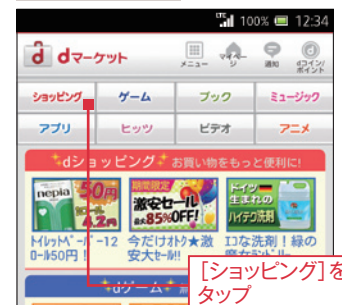 LTE 100% 12:34
d dマーケット
メニュー マイページ 通知 dコイン/ポイント
ショッピング ゲーム ブック ミュージック
アプリ ヒッツ ビデオ アニメ
dショッピング お買い物をもっと便利に!
nepia 50円 4.2m
期間限定 激安セール 最大85%OFF!
ドイツ生まれの ハイテク洗剤
トイレットペーパー12ロール50円!
今だけオトク★激安大セール!!
エコな洗剤!緑の
dゲーム
[ショッピング]を
タップ